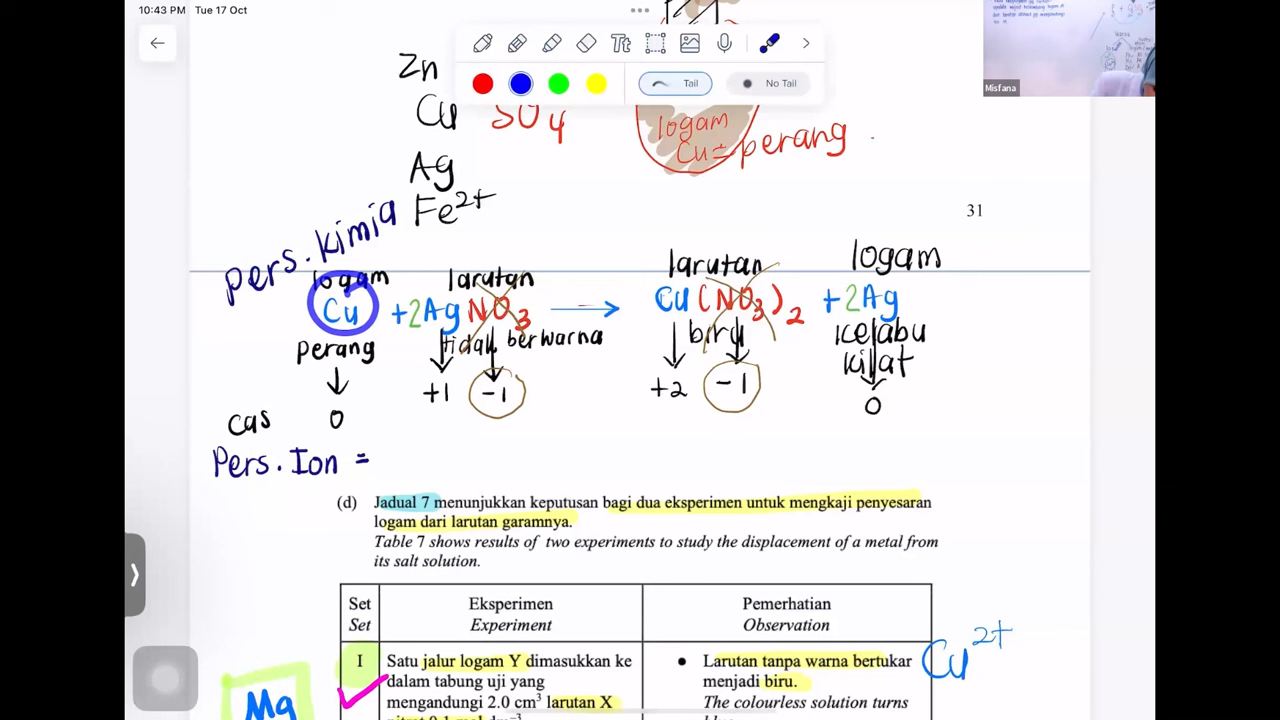 10:43 PM Tue 17 Oct
Tail
No Tail
Misfana
Zn
Cu SO4
Ag
Fe2+
logam
Cu = perang
31
pers. kimia
logam larutan larutan logam
Cu + 2AgNO3 → Cu(NO3)2 + 2Ag
perang tidak berwarna biru kelabu
kilat
+1 -1 +2 -1 0
cas 0
Pers. Ion =
(d) Jadual 7 menunjukkan keputusan bagi dua eksperimen untuk mengkaji penyesaran
logam dari larutan garamnya.
Table 7 shows results of two experiments to study the displacement of a metal from
its salt solution.
Set Eksperimen Pemerhatian
Set Experiment Observation
I Satu jalur logam Y dimasukkan ke ● Larutan tanpa warna bertukar Cu2+
dalam tabung uji yang menjadi biru.
Mg mengandungi 2.0 cm3 larutan X The colourless solution turns